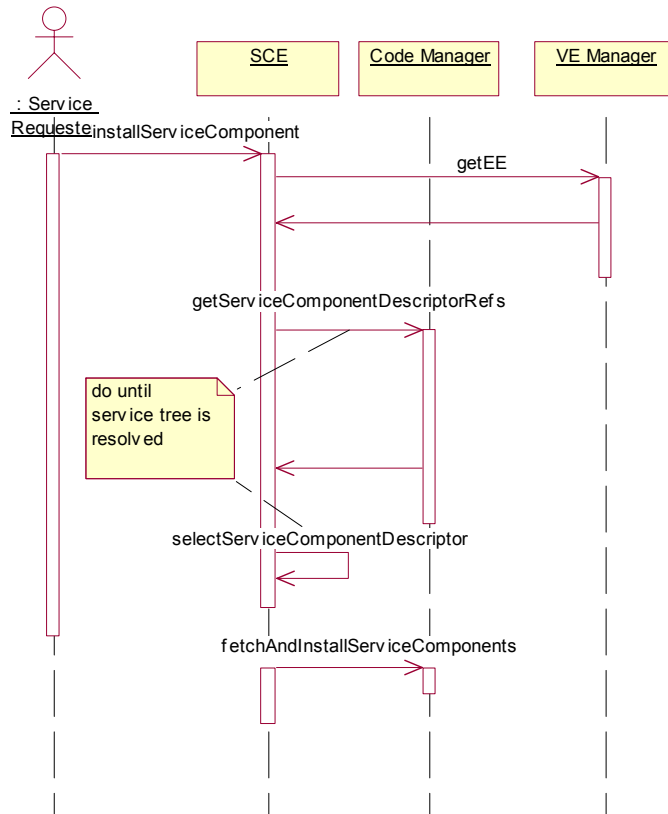 SCE
Code Manager
VE Manager
: Service
Requeste
installServiceComponent
getEE
getServiceComponentDescriptorRefs
do until
service tree is
resolved
selectServiceComponentDescriptor
fetchAndInstallServiceComponents